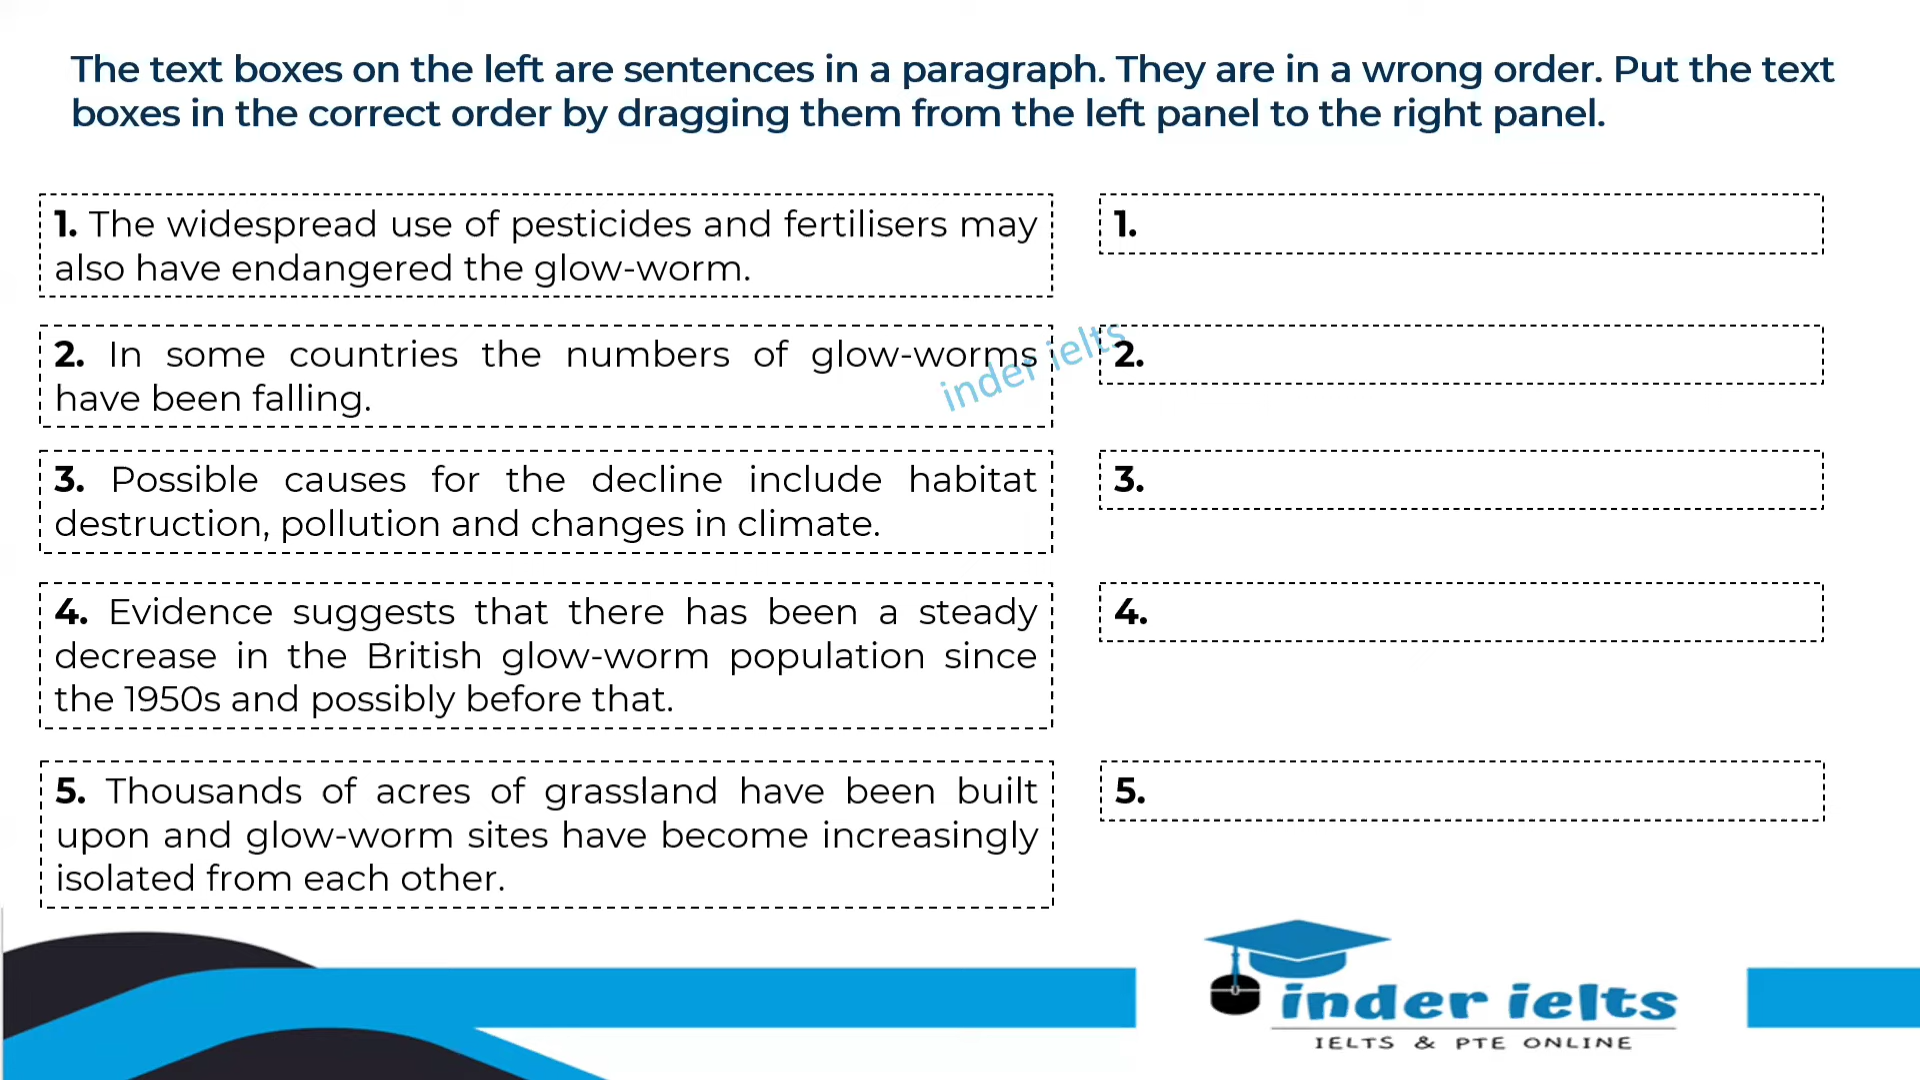 The text boxes on the left are sentences in a paragraph. They are in a wrong order. Put the text
boxes in the correct order by dragging them from the left panel to the right panel.
1. The widespread use of pesticides and fertilisers may
also have endangered the glow-worm.
2. In some countries the numbers of glow-worms
have been falling.
3. Possible causes for the decline include habitat
destruction, pollution and changes in climate.
4. Evidence suggests that there has been a steady
decrease in the British glow-worm population since
the 1950s and possibly before that.
5. Thousands of acres of grassland have been built
upon and glow-worm sites have become increasingly
isolated from each other.
1.
2.
3.
4.
5.
inder ielts
inder ielts
IELTS & PTE ONLINE